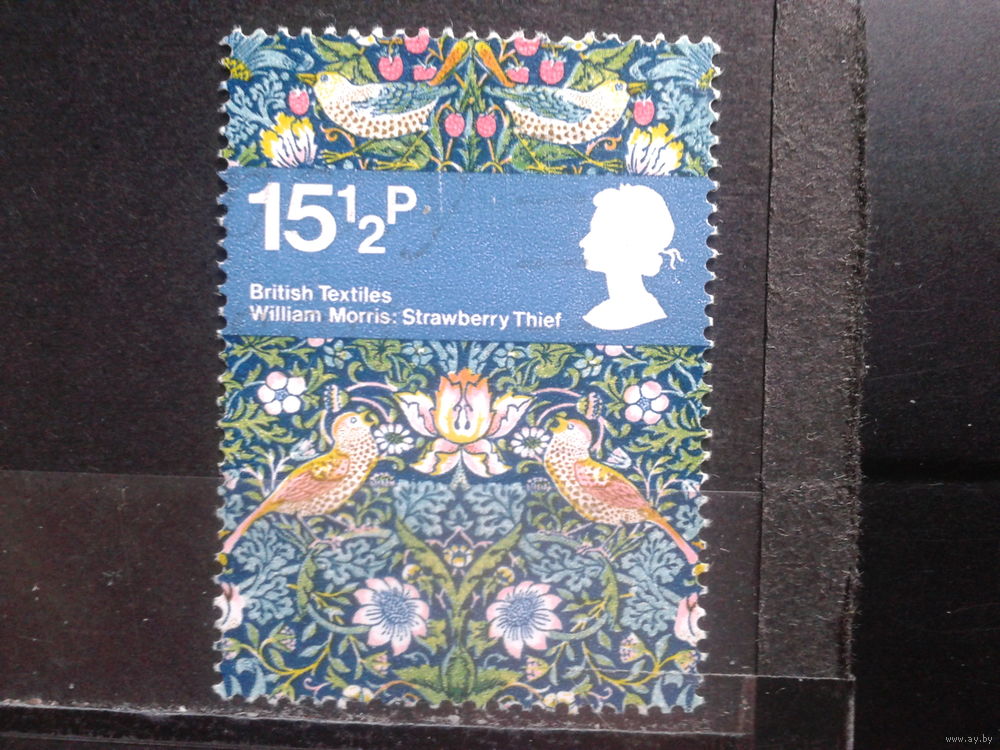 15½P
British Textiles
William Morris: Strawberry Thief
www.ay.by